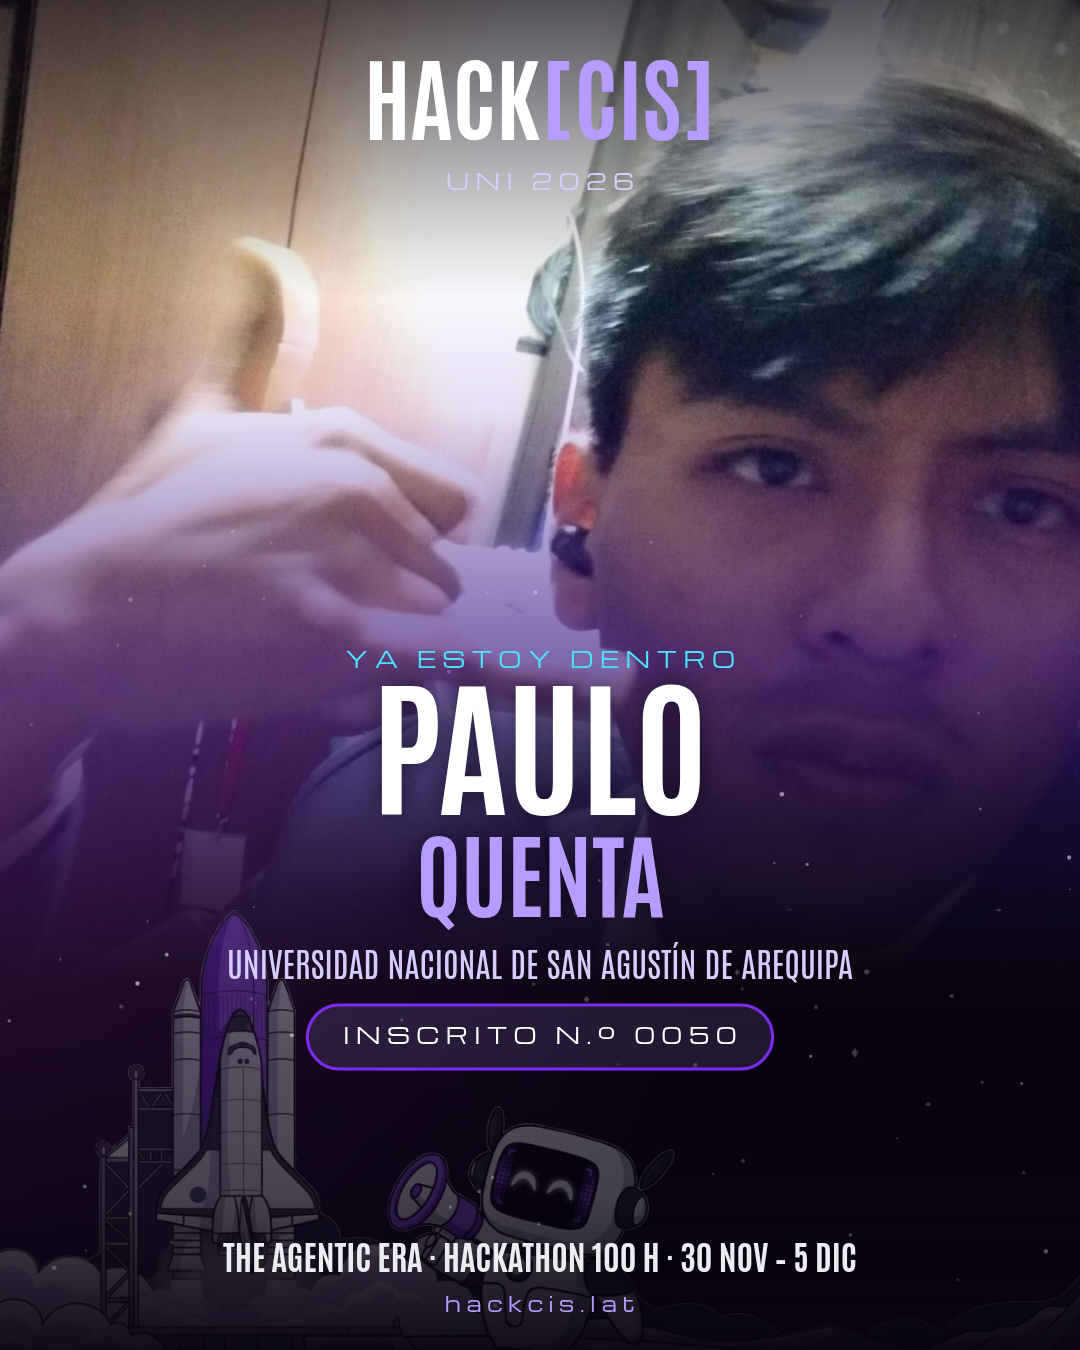 HACK[CIS]
UNI 2026
YA ESTOY DENTRO
PAULO
QUENTA
UNIVERSIDAD NACIONAL DE SAN AGUSTÍN DE AREQUIPA
INSCRITO N.º 0050
THE AGENTIC ERA · HACKATHON 100 H · 30 NOV – 5 DIC
hackcis.lat